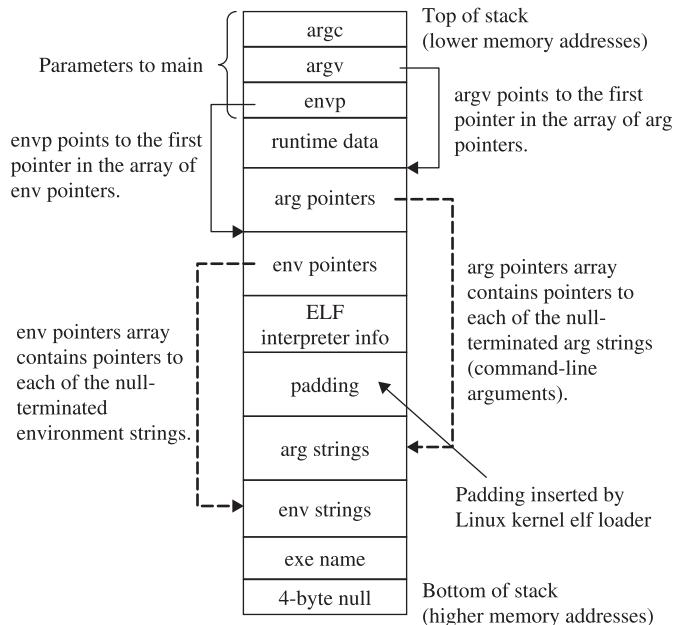 argc
argv
envp
runtime data
arg pointers
env pointers
ELF
interpreter info
padding
arg strings
env strings
exe name
4-byte null
Parameters to main
envp points to the first
pointer in the array of
env pointers.
env pointers array
contains pointers to
each of the null-
terminated
environment strings.
Top of stack
(lower memory addresses)
argv points to the first
pointer in the array of arg
pointers.
arg pointers array
contains pointers to
each of the null-
terminated arg strings
(command-line
arguments).
Padding inserted by
Linux kernel elf loader
Bottom of stack
(higher memory addresses)